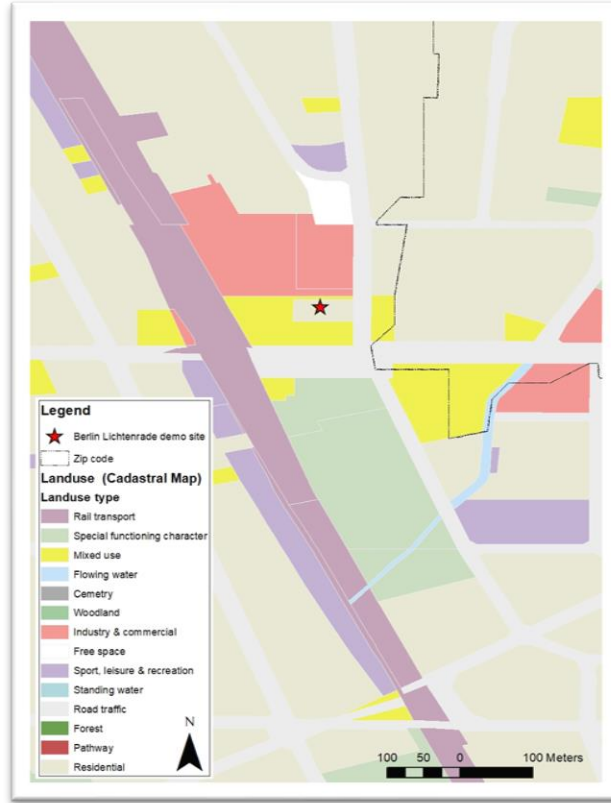 Legend
Berlin Lichtenrade demo site
Zip code
Landuse (Cadastral Map)
Landuse type
Rail transport
Special functioning character
Mixed use
Flowing water
Cemetry
Woodland
Industry & commercial
Free space
Sport, leisure & recreation
Standing water
Road traffic
Forest
Pathway
Residential
N
100 50 0 100 Meters